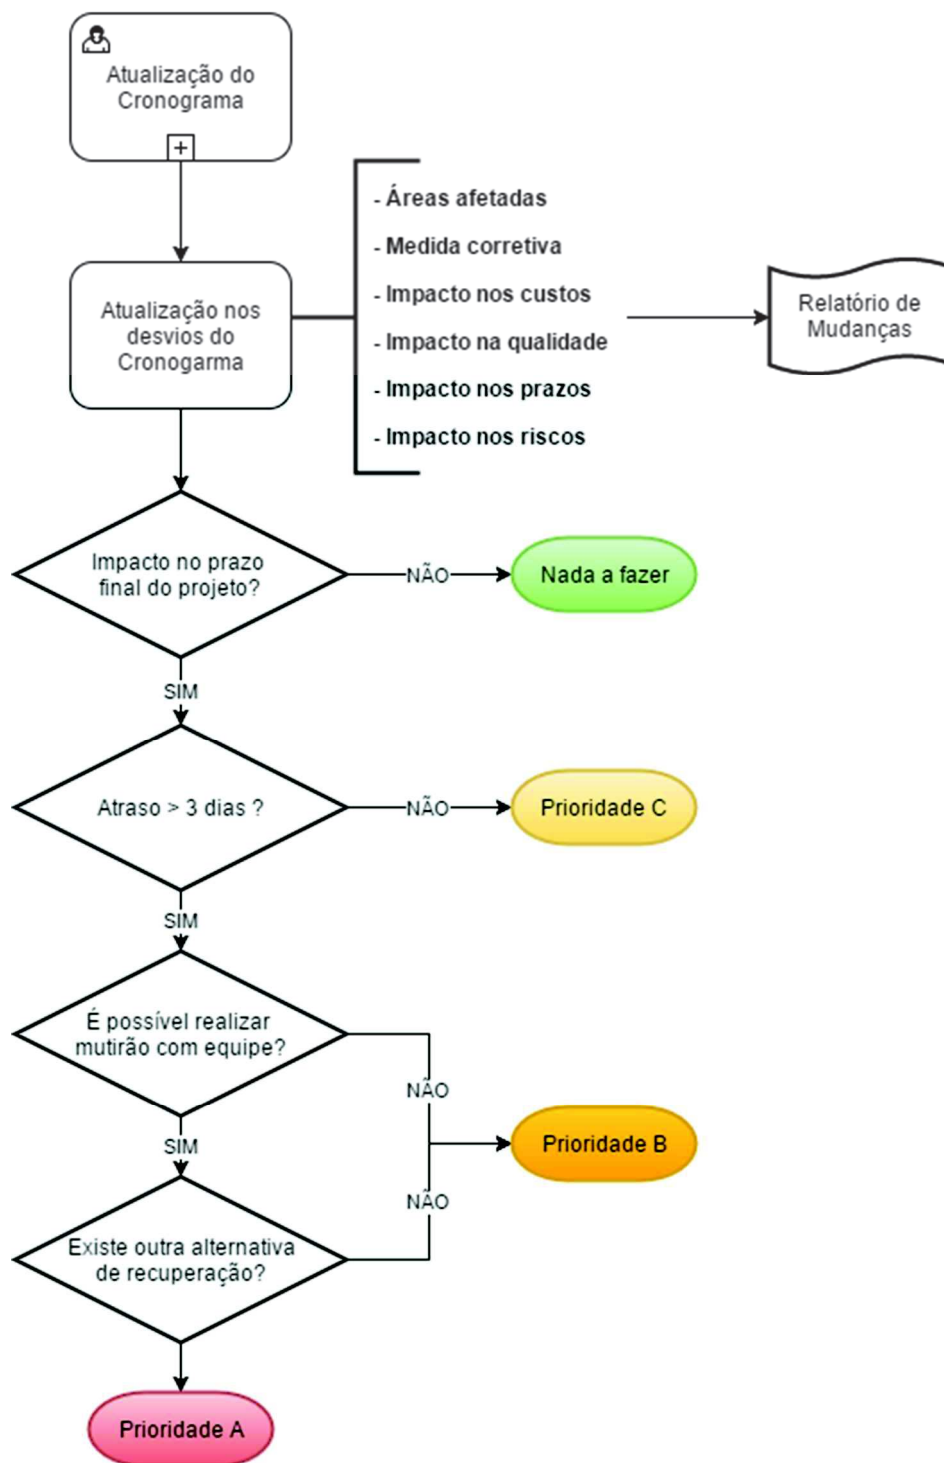 Atualização do
Cronograma
- Áreas afetadas
- Medida corretiva
- Impacto nos custos
- Impacto na qualidade
- Impacto nos prazos
- Impacto nos riscos
Atualização nos
desvios do
Cronogarma
Relatório de
Mudanças
Impacto no prazo
final do projeto?
NÃO
Nada a fazer
SIM
Atraso > 3 dias ?
NÃO
Prioridade C
SIM
É possível realizar
mutirão com equipe?
NÃO
Prioridade B
SIM
NÃO
Existe outra alternativa
de recuperação?
Prioridade A